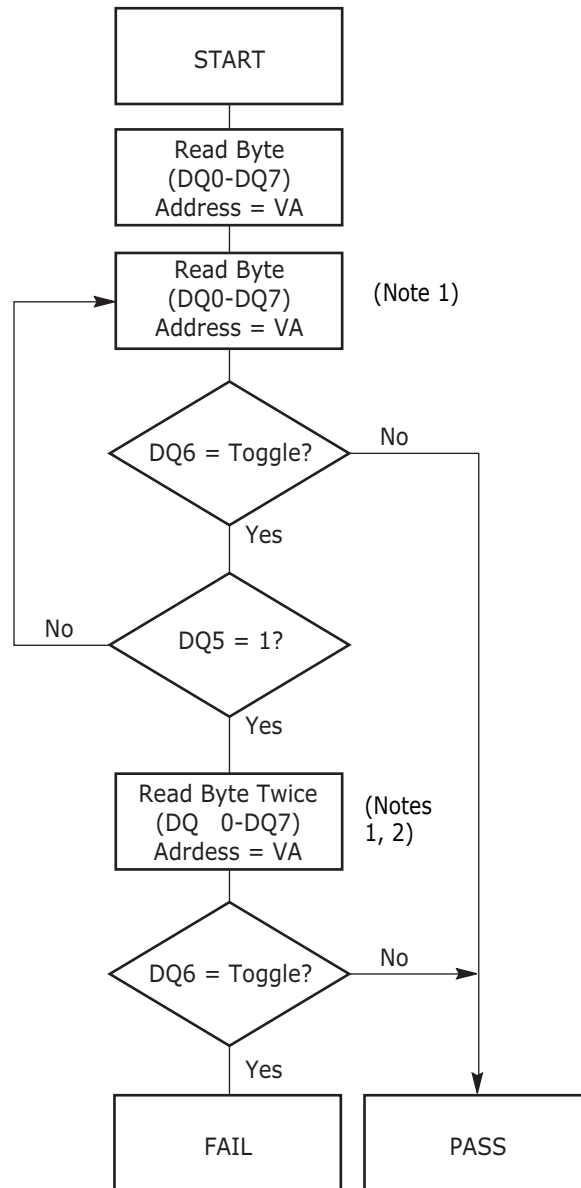 START
Read Byte
(DQ0-DQ7)
Address = VA
Read Byte
(DQ0-DQ7)
Address = VA
(Note 1)
DQ6 = Toggle?
No
Yes
No
DQ5 = 1?
Yes
Read Byte Twice
(DQ 0-DQ7)
Adrdess = VA
(Notes
1, 2)
DQ6 = Toggle?
No
Yes
FAIL
PASS